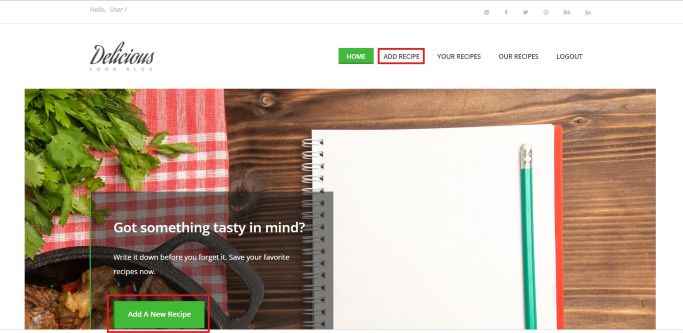 Hello, User !
Delicious
FOOD BLOG
HOME
ADD RECIPE
YOUR RECIPES
OUR RECIPES
LOGOUT
Got something tasty in mind?
Write it down before you forget it, Save your favorite
recipes now.
Add A New Recipe